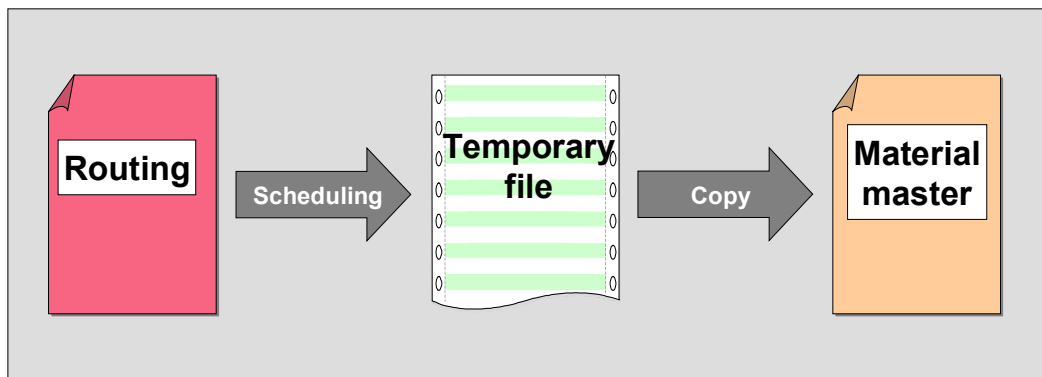 Routing
Scheduling
Temporary
file
Copy
Material
master